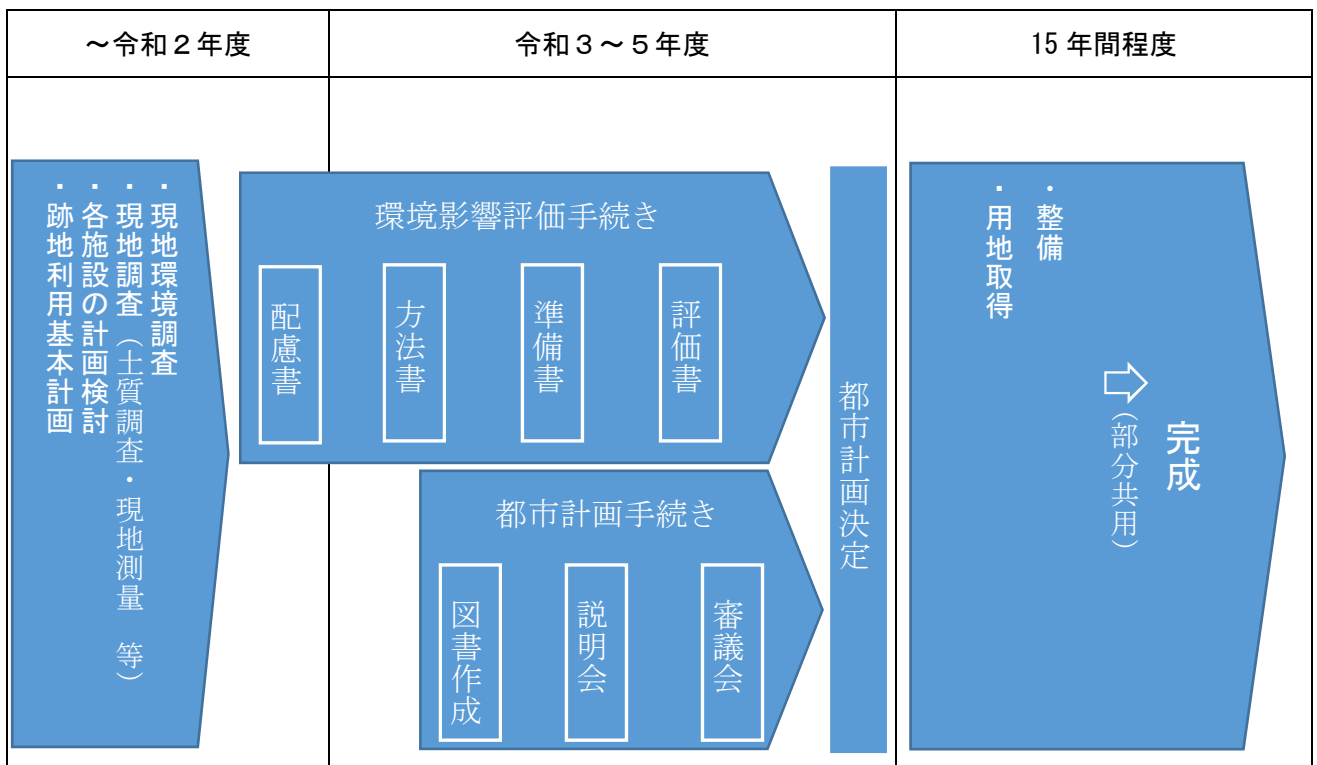 ～令和２年度
令和３～５年度
15 年間程度
・現地環境調査
・現地調査（土質調査・現地測量　等）
・各施設の計画検討
・跡地利用基本計画
環境影響評価手続き
配慮書
方法書
準備書
評価書
都市計画手続き
図書作成
説明会
審議会
都市計画決定
・整備
・用地取得
完成
（部分共用）